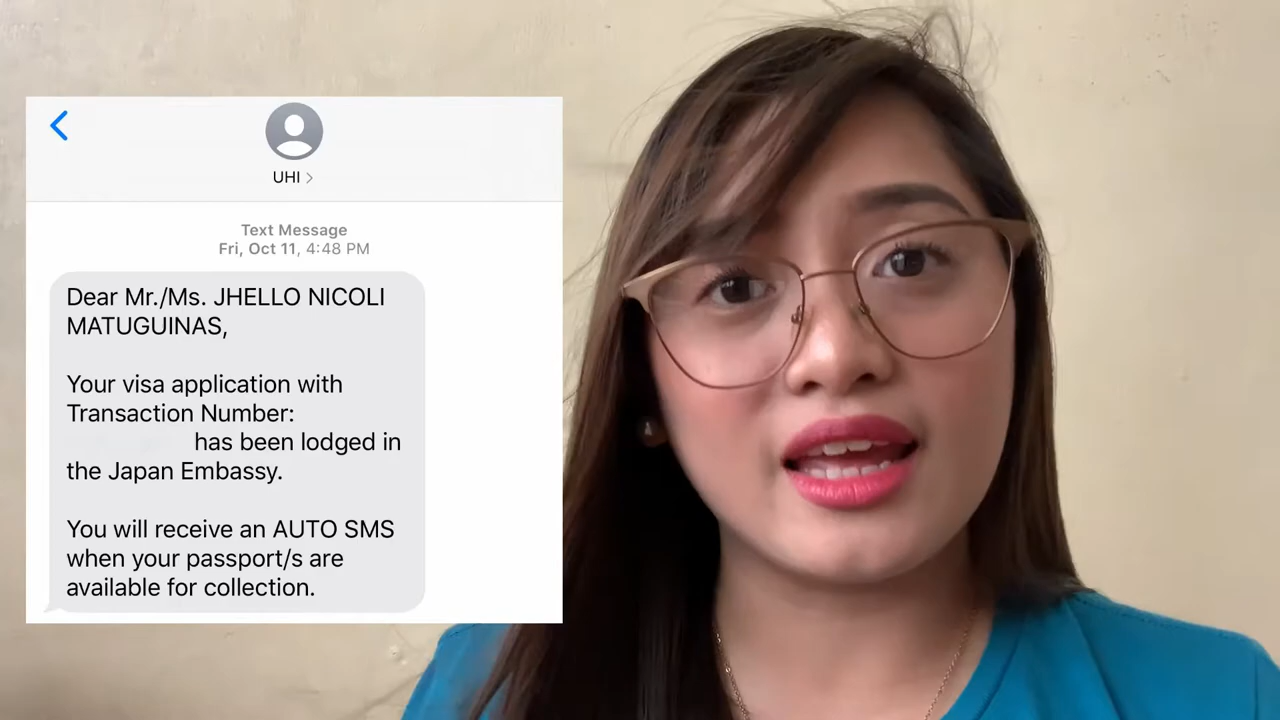 UHI
Text Message
Fri, Oct 11, 4:48 PM
Dear Mr./Ms. JHELLO NICOLI
MATUGUINAS,
Your visa application with
Transaction Number:
has been lodged in
the Japan Embassy.
You will receive an AUTO SMS
when your passport/s are
available for collection.